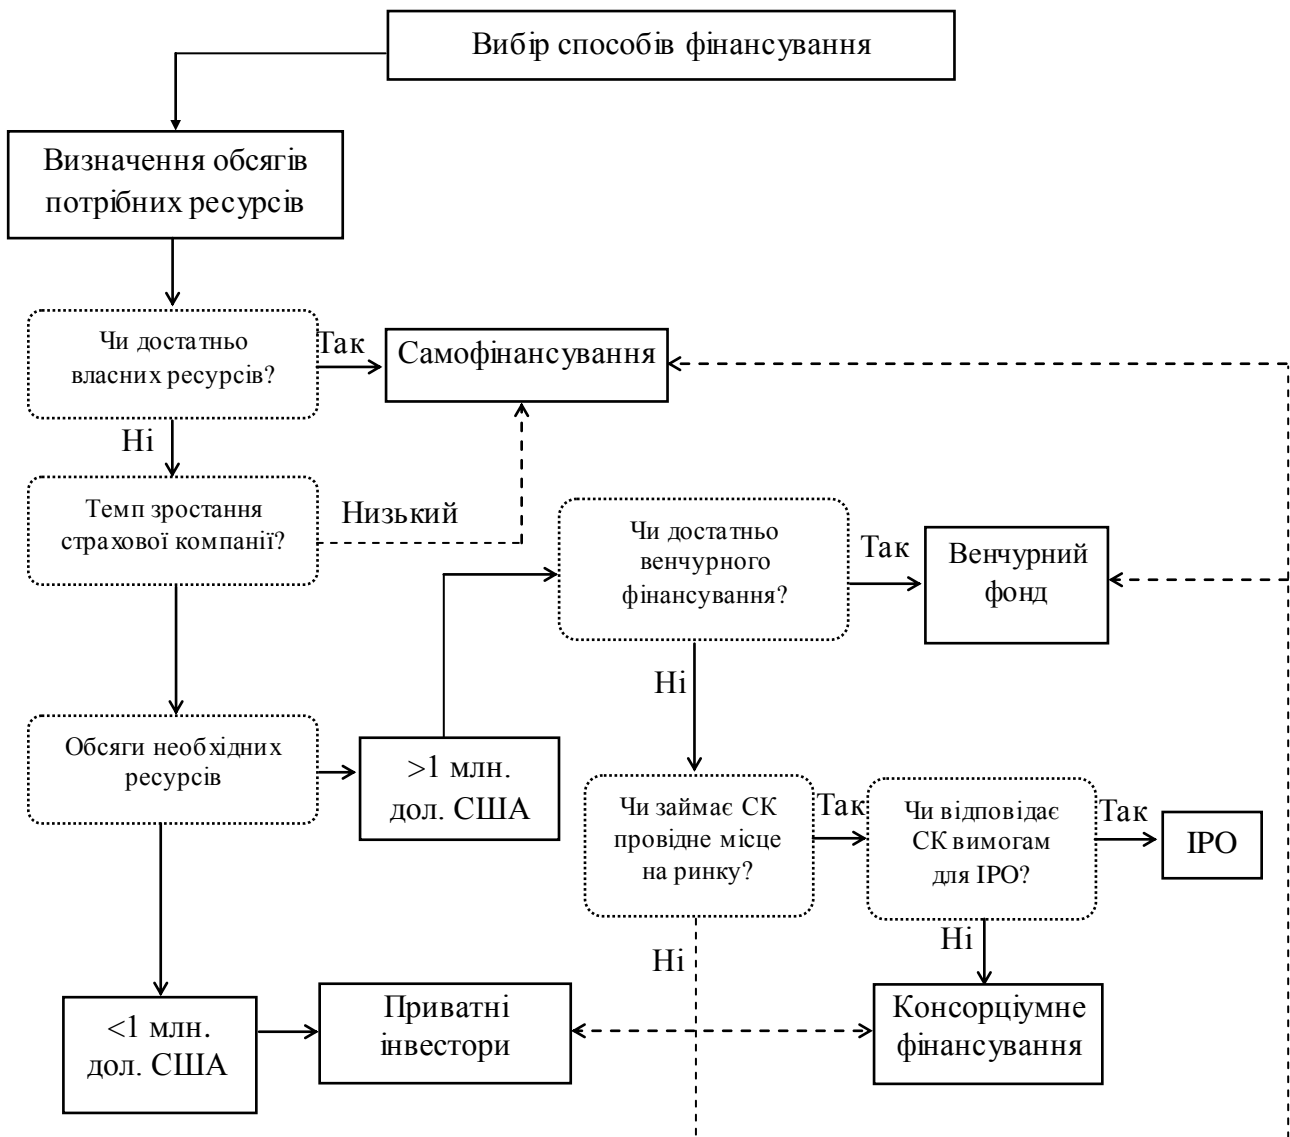 Вибір способів фінансування
Визначення обсягів
потрібних ресурсів
Чи достатньо
власних ресурсів?
Так
Самофінансування
Ні
Темп зростання
страхової компанії?
Низький
Чи достатньо
венчурного
фінансування?
Так
Венчурний
фонд
Ні
Обсяги необхідних
ресурсів
>1 млн.
дол. США
Чи займає СК
провідне місце
на ринку?
Так
Чи відповідає
СК вимогам
для ІРО?
Так
ІРО
Ні
Ні
<1 млн.
дол. США
Приватні
інвестори
Консорціумне
фінансування